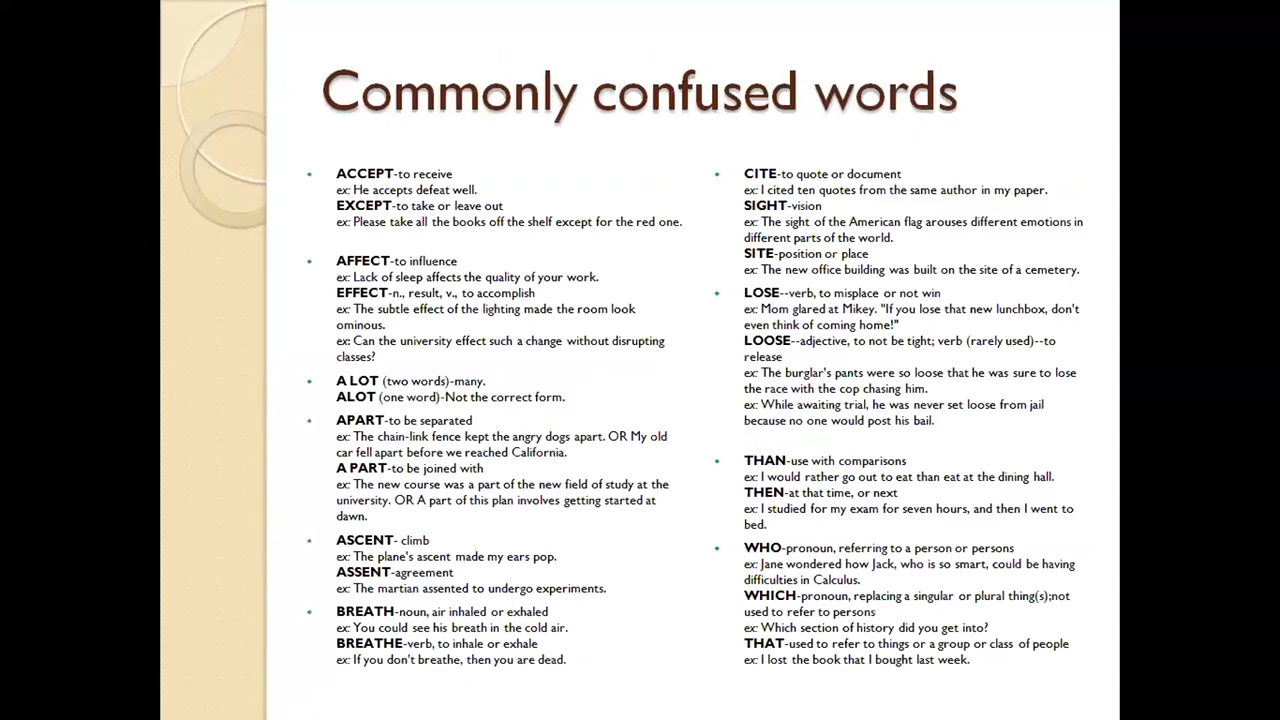 Commonly confused words
ACCEPT-to receive
ex: He accepts defeat well.
EXCEPT-to take or leave out
ex: Please take all the books off the shelf except for the red one.
AFFECT-to influence
ex: Lack of sleep affects the quality of your work.
EFFECT-n., result, v., to accomplish
ex: The subtle effect of the lighting made the room look
ominous.
ex: Can the university effect such a change without disrupting
classes?
A LOT (two words)-many.
ALOT (one word)-Not the correct form.
APART-to be separated
ex: The chain-link fence kept the angry dogs apart. OR My old
car fell apart before we reached California.
A PART-to be joined with
ex: The new course was a part of the new field of study at the
university. OR A part of this plan involves getting started at
dawn.
ASCENT- climb
ex: The plane's ascent made my ears pop.
ASSENT-agreement
ex: The martian assented to undergo experiments.
BREATH-noun, air inhaled or exhaled
ex: You could see his breath in the cold air.
BREATHE-verb, to inhale or exhale
ex: If you don't breathe, then you are dead.
CITE-to quote or document
ex: I cited ten quotes from the same author in my paper.
SIGHT-vision
ex: The sight of the American flag arouses different emotions in
different parts of the world.
SITE-position or place
ex: The new office building was built on the site of a cemetery.
LOSE--verb, to misplace or not win
ex: Mom glared at Mikey. "If you lose that new lunchbox, don't
even think of coming home!"
LOOSE--adjective, to not be tight; verb (rarely used)--to
release
ex: The burglar's pants were so loose that he was sure to lose
the race with the cop chasing him.
ex: While awaiting trial, he was never set loose from jail
because no one would post his bail.
THAN-use with comparisons
ex: I would rather go out to eat than eat at the dining hall.
THEN-at that time, or next
ex: I studied for my exam for seven hours, and then I went to
bed.
WHO-pronoun, referring to a person or persons
ex: Jane wondered how Jack, who is so smart, could be having
difficulties in Calculus.
WHICH-pronoun, replacing a singular or plural thing(s);not
used to refer to persons
ex: Which section of history did you get into?
THAT-used to refer to things or a group or class of people
ex: I lost the book that I bought last week.